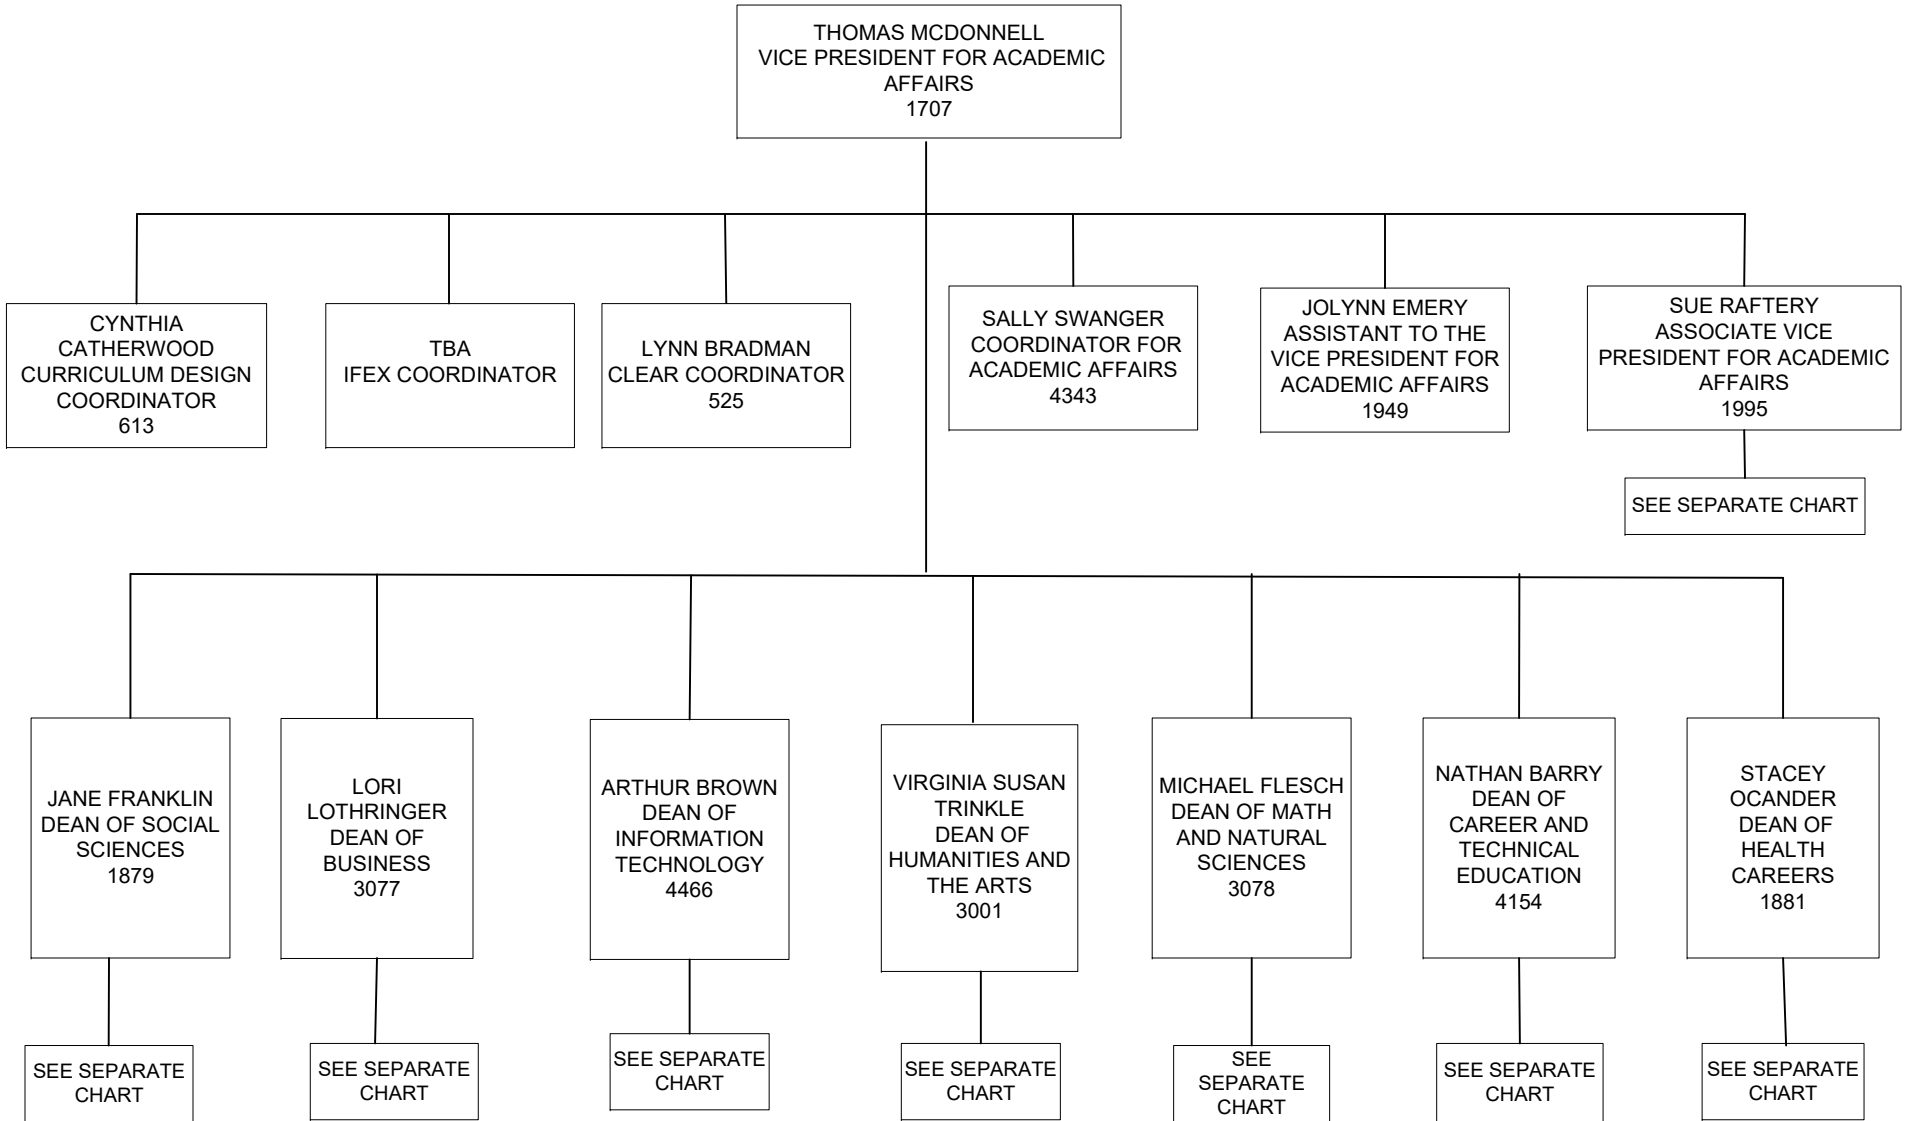 THOMAS MCDONNELL
VICE PRESIDENT FOR ACADEMIC
AFFAIRS
1707
CYNTHIA
CATHERWOOD
CURRICULUM DESIGN
COORDINATOR
613
TBA
IFEX COORDINATOR
LYNN BRADMAN
CLEAR COORDINATOR
525
SALLY SWANGER
COORDINATOR FOR
ACADEMIC AFFAIRS
4343
JOLYNN EMERY
ASSISTANT TO THE
VICE PRESIDENT FOR
ACADEMIC AFFAIRS
1949
SUE RAFTERY
ASSOCIATE VICE
PRESIDENT FOR ACADEMIC
AFFAIRS
1995
SEE SEPARATE CHART
JANE FRANKLIN
DEAN OF SOCIAL
SCIENCES
1879
LORI
LOTHRINGER
DEAN OF
BUSINESS
3077
ARTHUR BROWN
DEAN OF
INFORMATION
TECHNOLOGY
4466
VIRGINIA SUSAN
TRINKLE
DEAN OF
HUMANITIES AND
THE ARTS
3001
MICHAEL FLESCH
DEAN OF MATH
AND NATURAL
SCIENCES
3078
NATHAN BARRY
DEAN OF
CAREER AND
TECHNICAL
EDUCATION
4154
STACEY
OCANDER
DEAN OF
HEALTH
CAREERS
1881
SEE SEPARATE
CHART
SEE SEPARATE
CHART
SEE SEPARATE
CHART
SEE SEPARATE
CHART
SEE
SEPARATE
CHART
SEE SEPARATE
CHART
SEE SEPARATE
CHART